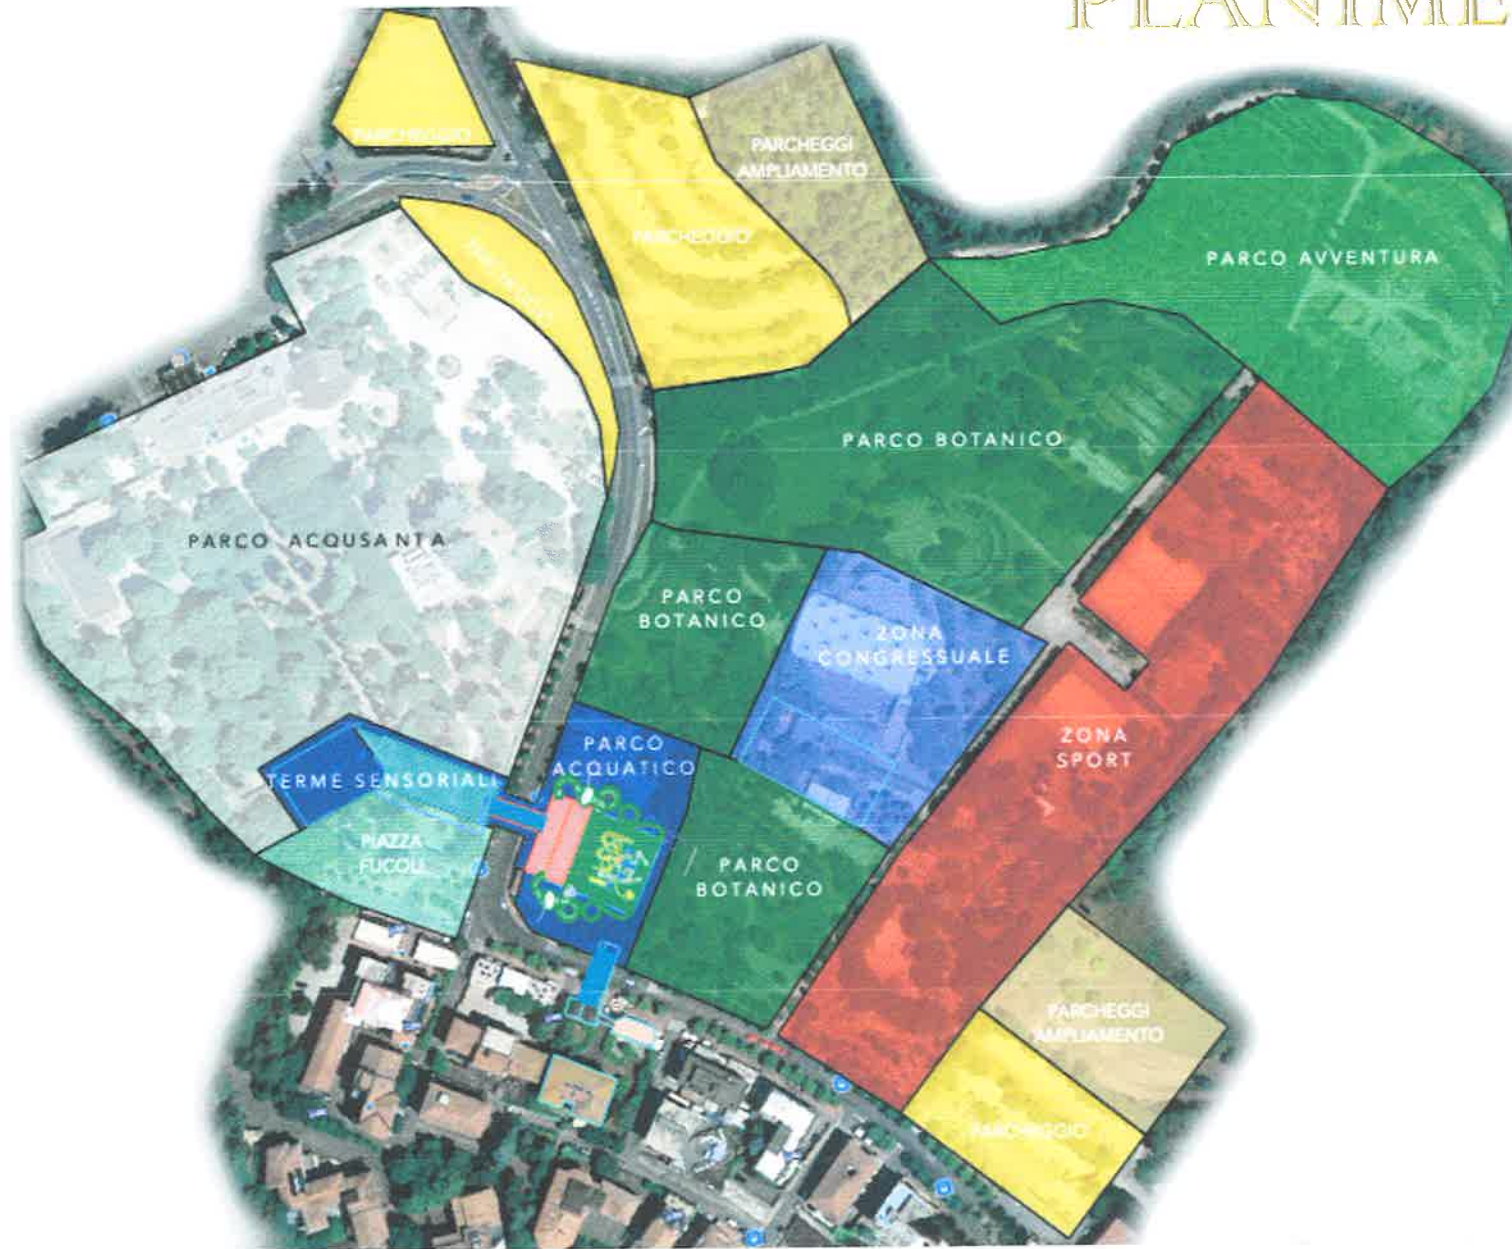 PLANIME
PARCHEGGIO
PARCHEGGI
AMPLIAMENTO
PARCHEGGIO
PARCHEGGIO
PARCO AVVENTURA
PARCO BOTANICO
PARCO ACQUSANTA
PARCO
BOTANICO
ZONA
CONGRESSUALE
ZONA
SPORT
PARCO
ACQUATICO
TERME SENSORIALI
PIAZZA
FUCOLI
PARCO
BOTANICO
PARCHEGGI
AMPLIAMENTO
PARCHEGGIO